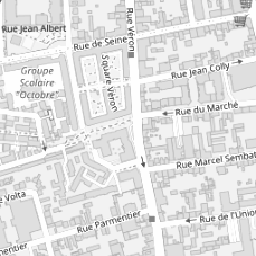 Rue Jean Albert
Rue Véron
Rue de Seine
Groupe
Scolaire
"Octobre"
Square Véron
Rue Jean Colly
Rue du Marché
Rue Marcel Sembat
Volta
Rue Parmentier
Rue de l'Union
mentier